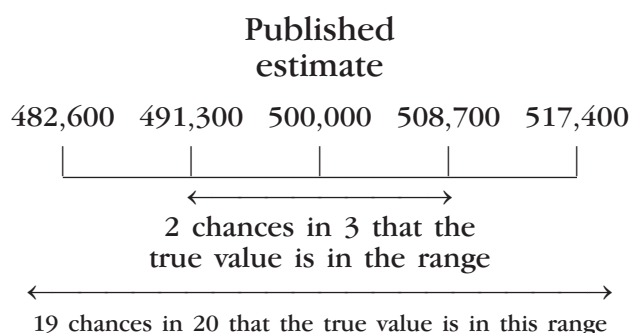 Published
estimate
482,600 491,300 500,000 508,700 517,400
2 chances in 3 that the
true value is in the range
19 chances in 20 that the true value is in this range